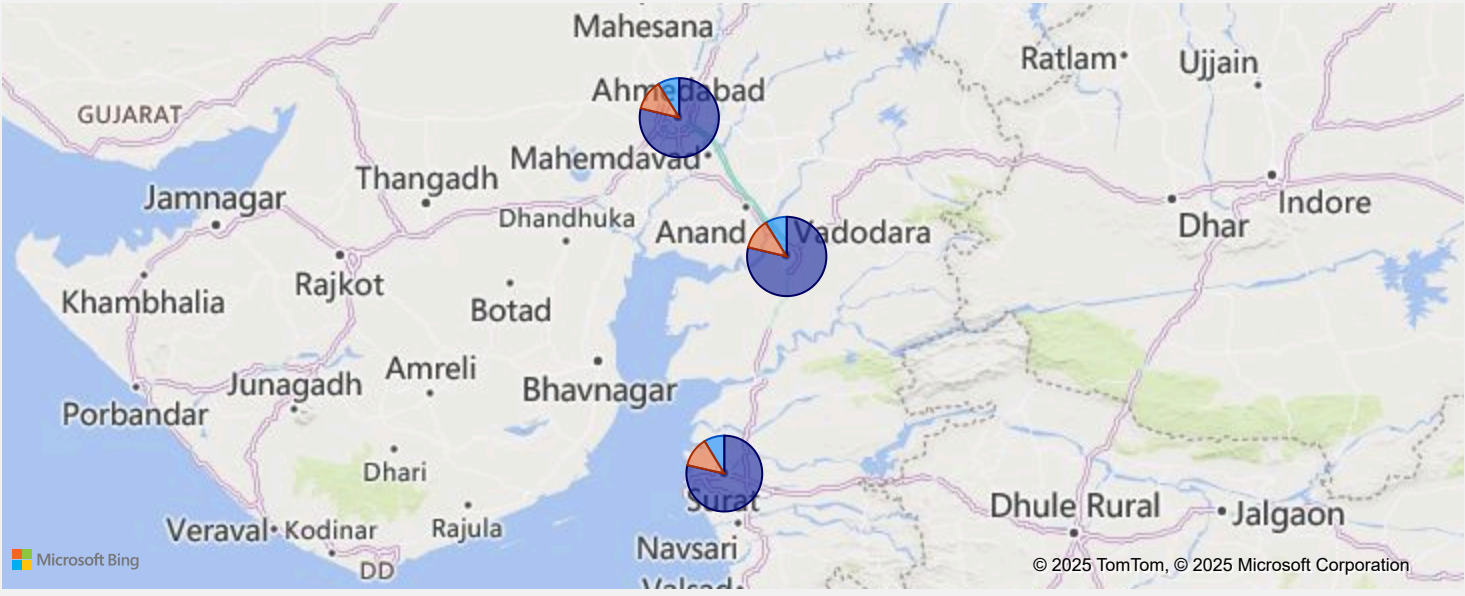 Mahesana
Ratlam
Ujjain
Ahmedabad
GUJARAT
Mahemdavad
Thangadh
Jamnagar
Dhandhuka
Anand
Vadodara
Dhar
Indore
Rajkot
Khambhalia
Botad
Amreli
Junagadh
Bhavnagar
Porbandar
Dhari
Surat
Dhule Rural
Jalgaon
Veraval
Kodinar
Rajula
Navsari
Microsoft Bing
DD
© 2025 TomTom, © 2025 Microsoft Corporation
Valsad